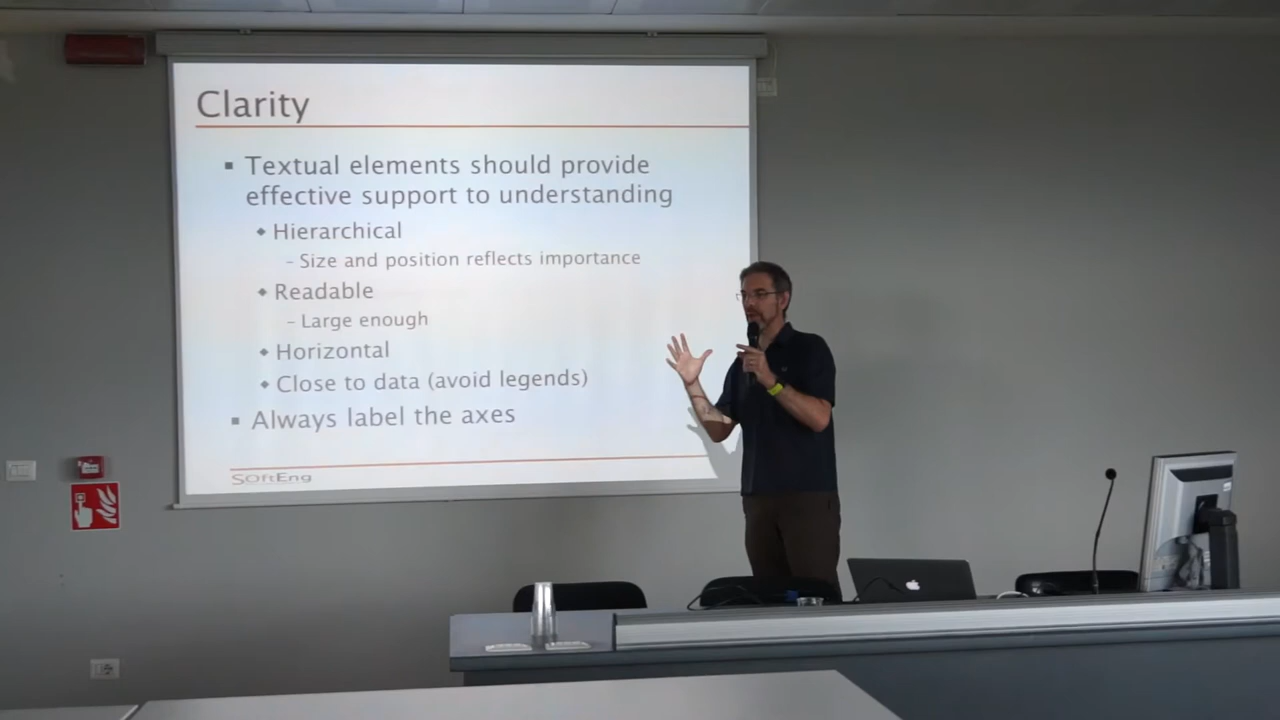 Clarity
▪ Textual elements should provide
effective support to understanding
◆ Hierarchical
– Size and position reflects importance
◆ Readable
– Large enough
◆ Horizontal
◆ Close to data (avoid legends)
▪ Always label the axes
SOftEng